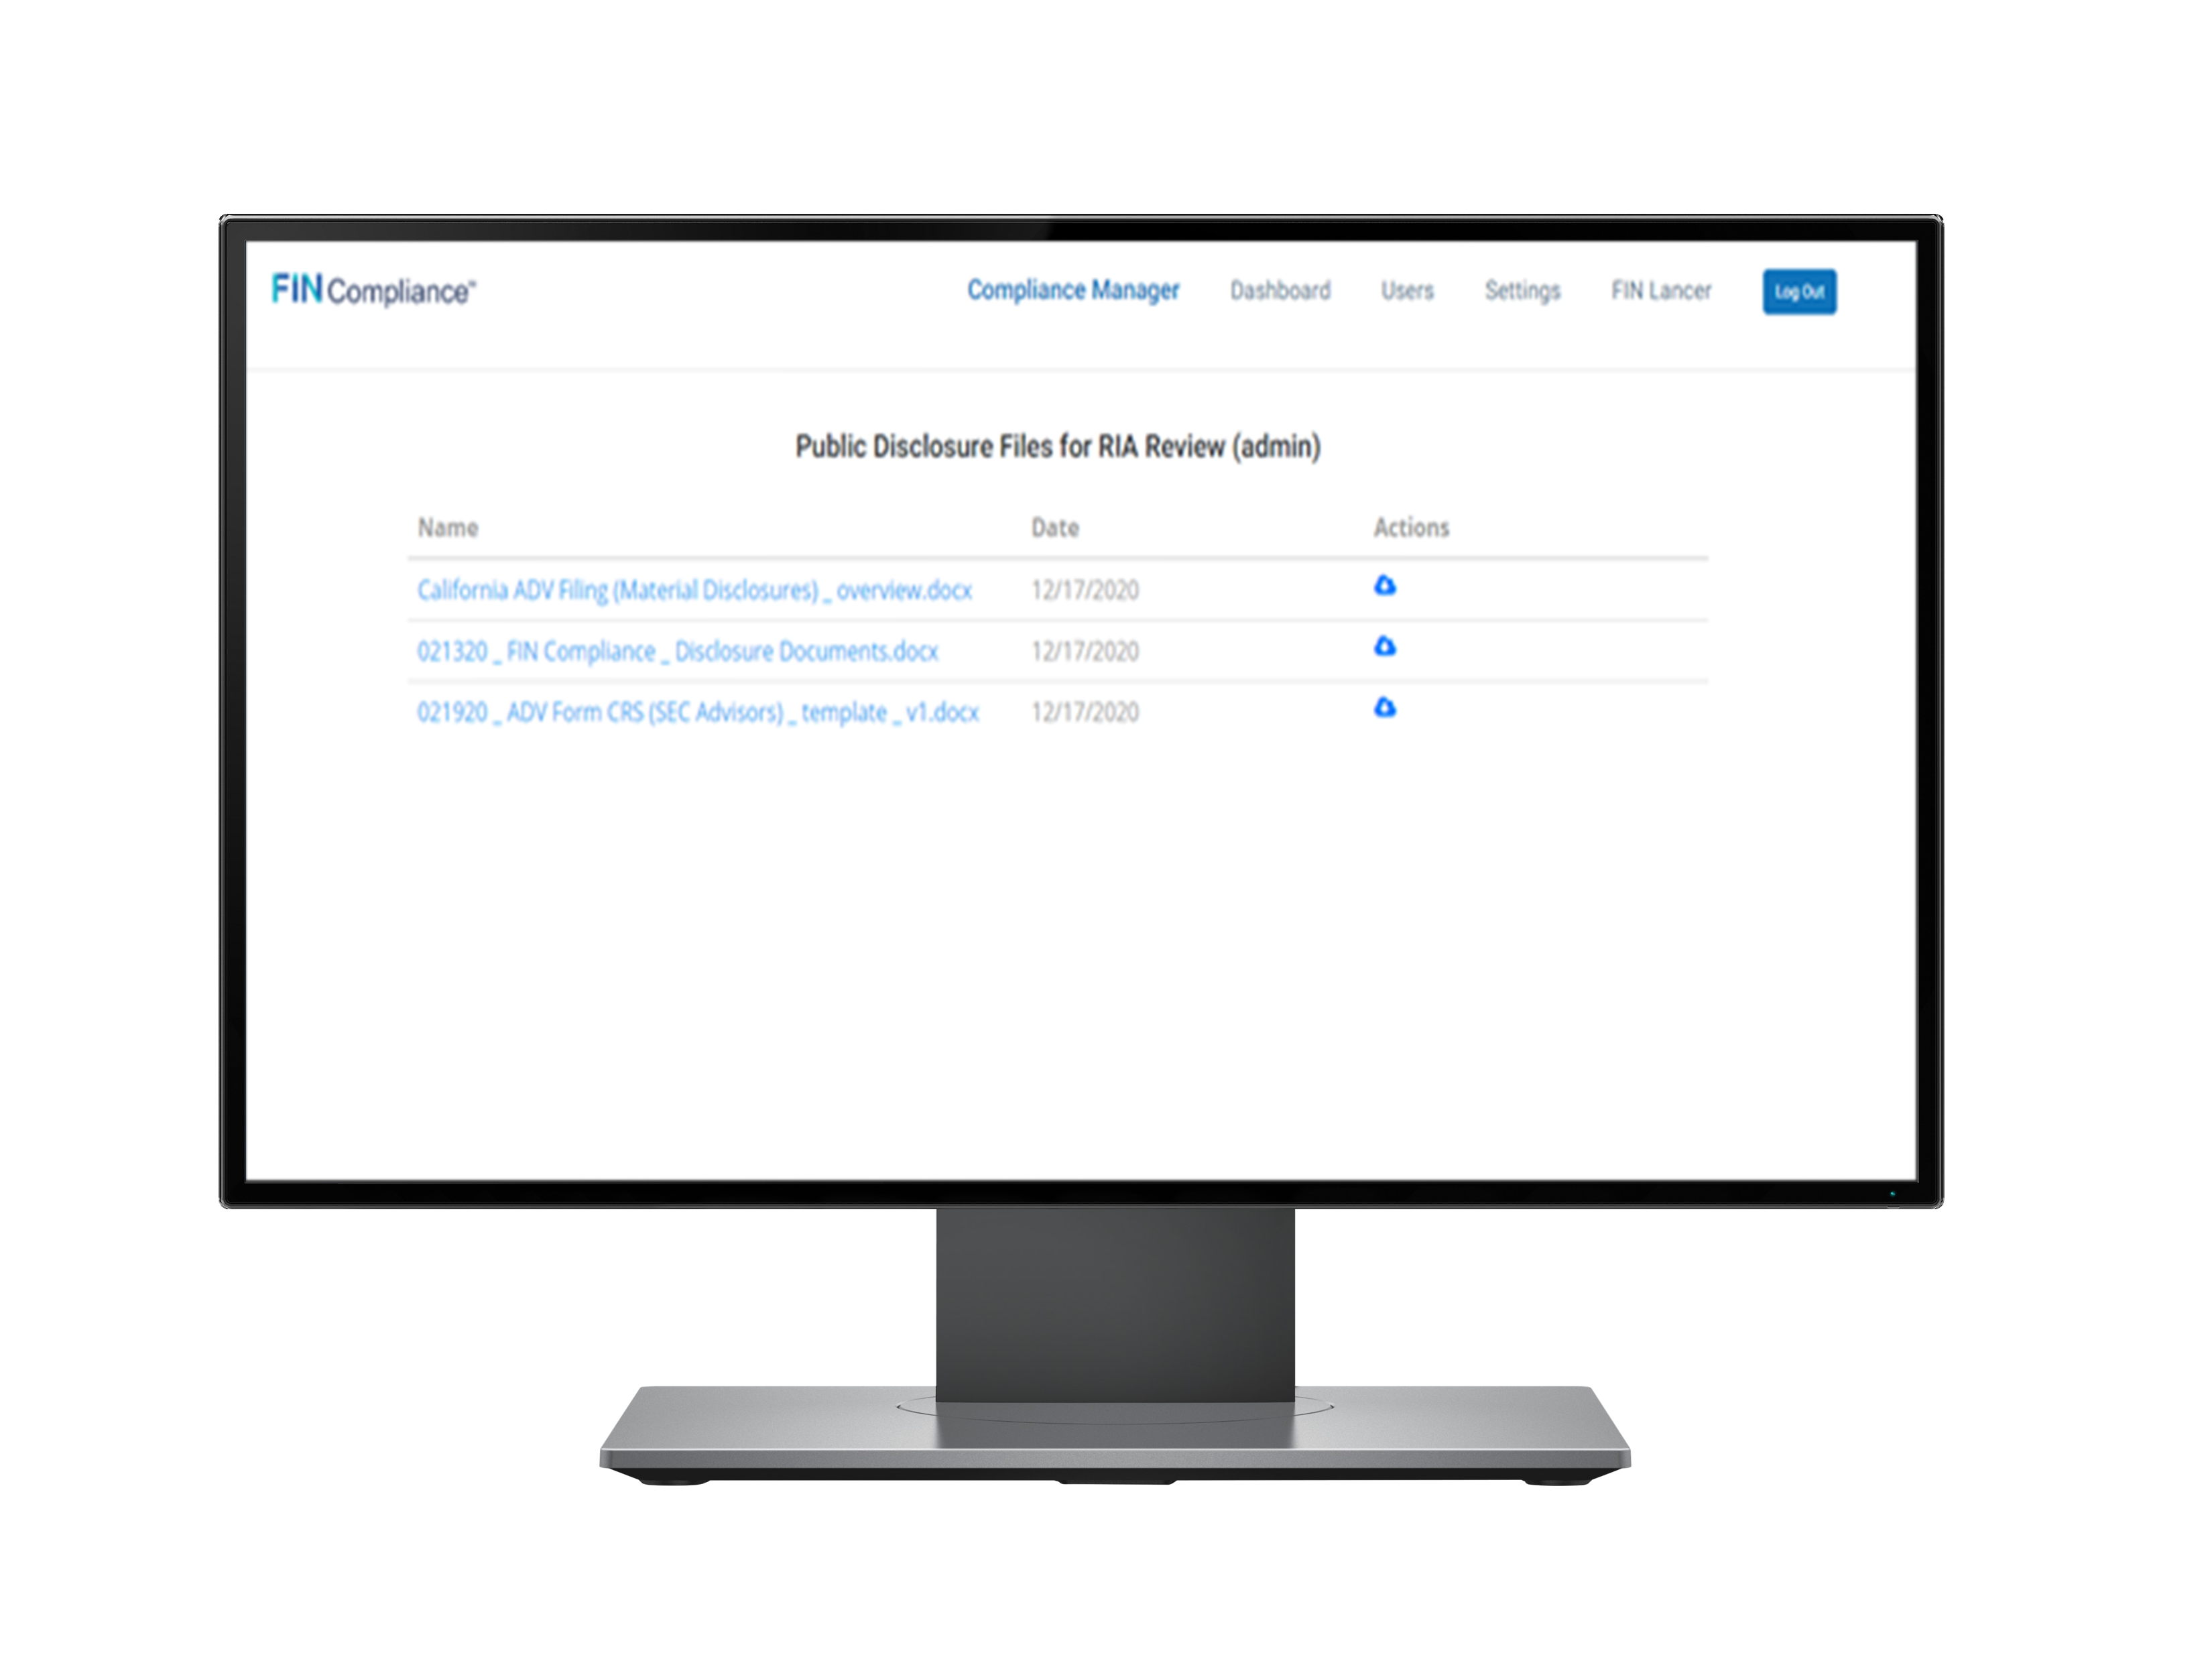 FIN Compliance™ Compliance Manager Dashboard Users Settings FIN Lancer Log Out
Public Disclosure Files for RIA Review (admin)
Name Date Actions
California ADV Filing (Material Disclosures) _ overview.docx 12/17/2020
021320 _ FIN Compliance _ Disclosure Documents.docx 12/17/2020
021920 _ ADV Form CRS (SEC Advisors) _ template _ v1.docx 12/17/2020